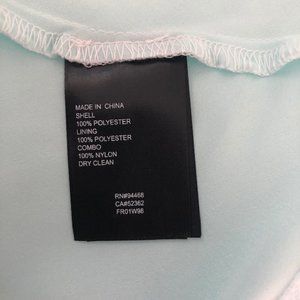 MADE IN CHINA
SHELL
100% POLYESTER
LINING
100% POLYESTER
COMBO
100% NYLON
DRY CLEAN
RN#94468
CA#52362
FR01W98